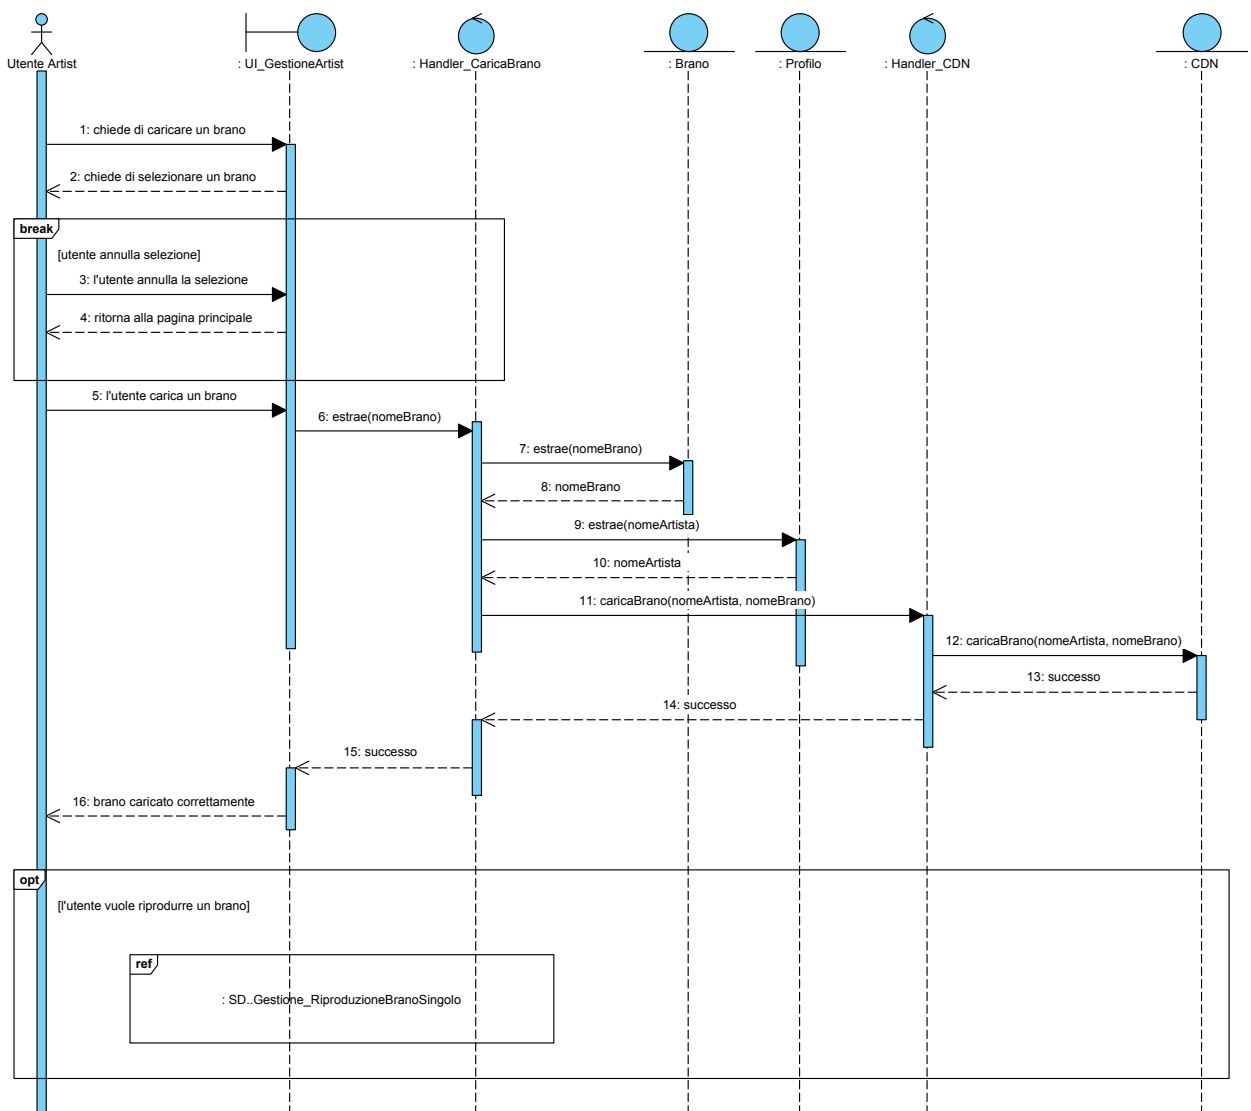 Utente Artist
: UI_GestioneArtist
: Handler_CaricaBrano
: Brano
: Profilo
: Handler_CDN
: CDN
1: chiede di caricare un brano
2: chiede di selezionare un brano
break
[utente annulla selezione]
3: l'utente annulla la selezione
4: ritorna alla pagina principale
5: l'utente carica un brano
6: estrae(nomeBrano)
7: estrae(nomeBrano)
8: nomeBrano
9: estrae(nomeArtista)
10: nomeArtista
11: caricaBrano(nomeArtista, nomeBrano)
12: caricaBrano(nomeArtista, nomeBrano)
13: successo
14: successo
15: successo
16: brano caricato correttamente
opt
[l'utente vuole riprodurre un brano]
ref
: SD..Gestione_RiproduzioneBranoSingolo